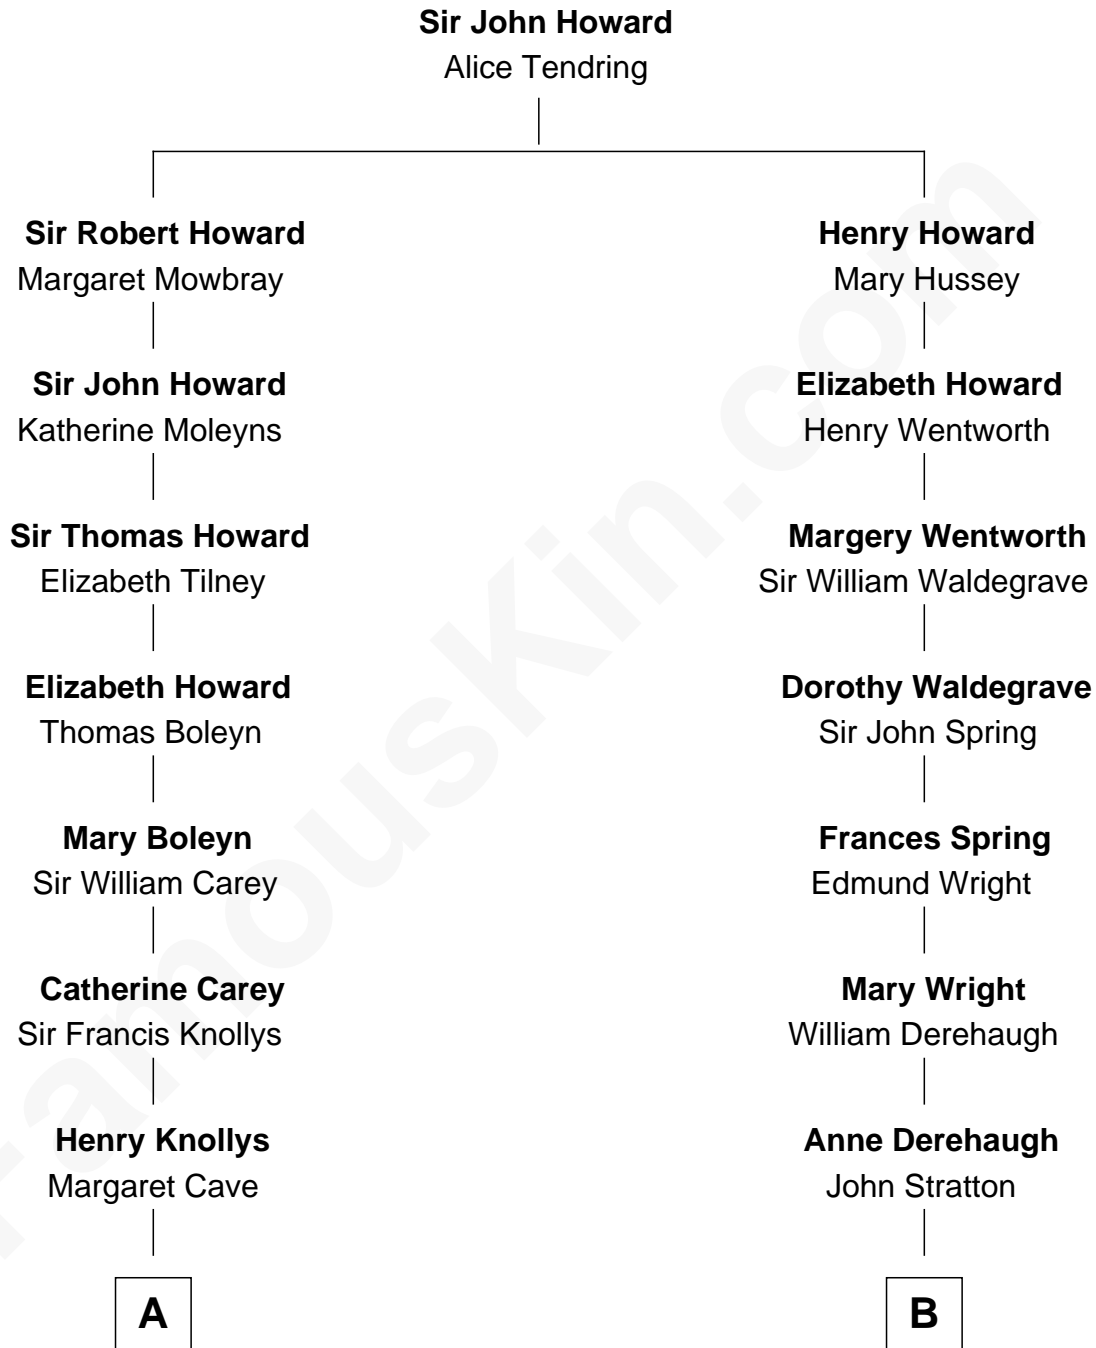 Sir John Howard
Alice Tendring
Sir Robert Howard
Margaret Mowbray
Henry Howard
Mary Hussey
Sir John Howard
Katherine Moleyns
Elizabeth Howard
Henry Wentworth
Sir Thomas Howard
Elizabeth Tilney
Margery Wentworth
Sir William Waldegrave
Elizabeth Howard
Thomas Boleyn
Dorothy Waldegrave
Sir John Spring
Mary Boleyn
Sir William Carey
Frances Spring
Edmund Wright
Catherine Carey
Sir Francis Knollys
Mary Wright
William Derehaugh
Henry Knollys
Margaret Cave
Anne Derehaugh
John Stratton
A
B
FamousKin.com